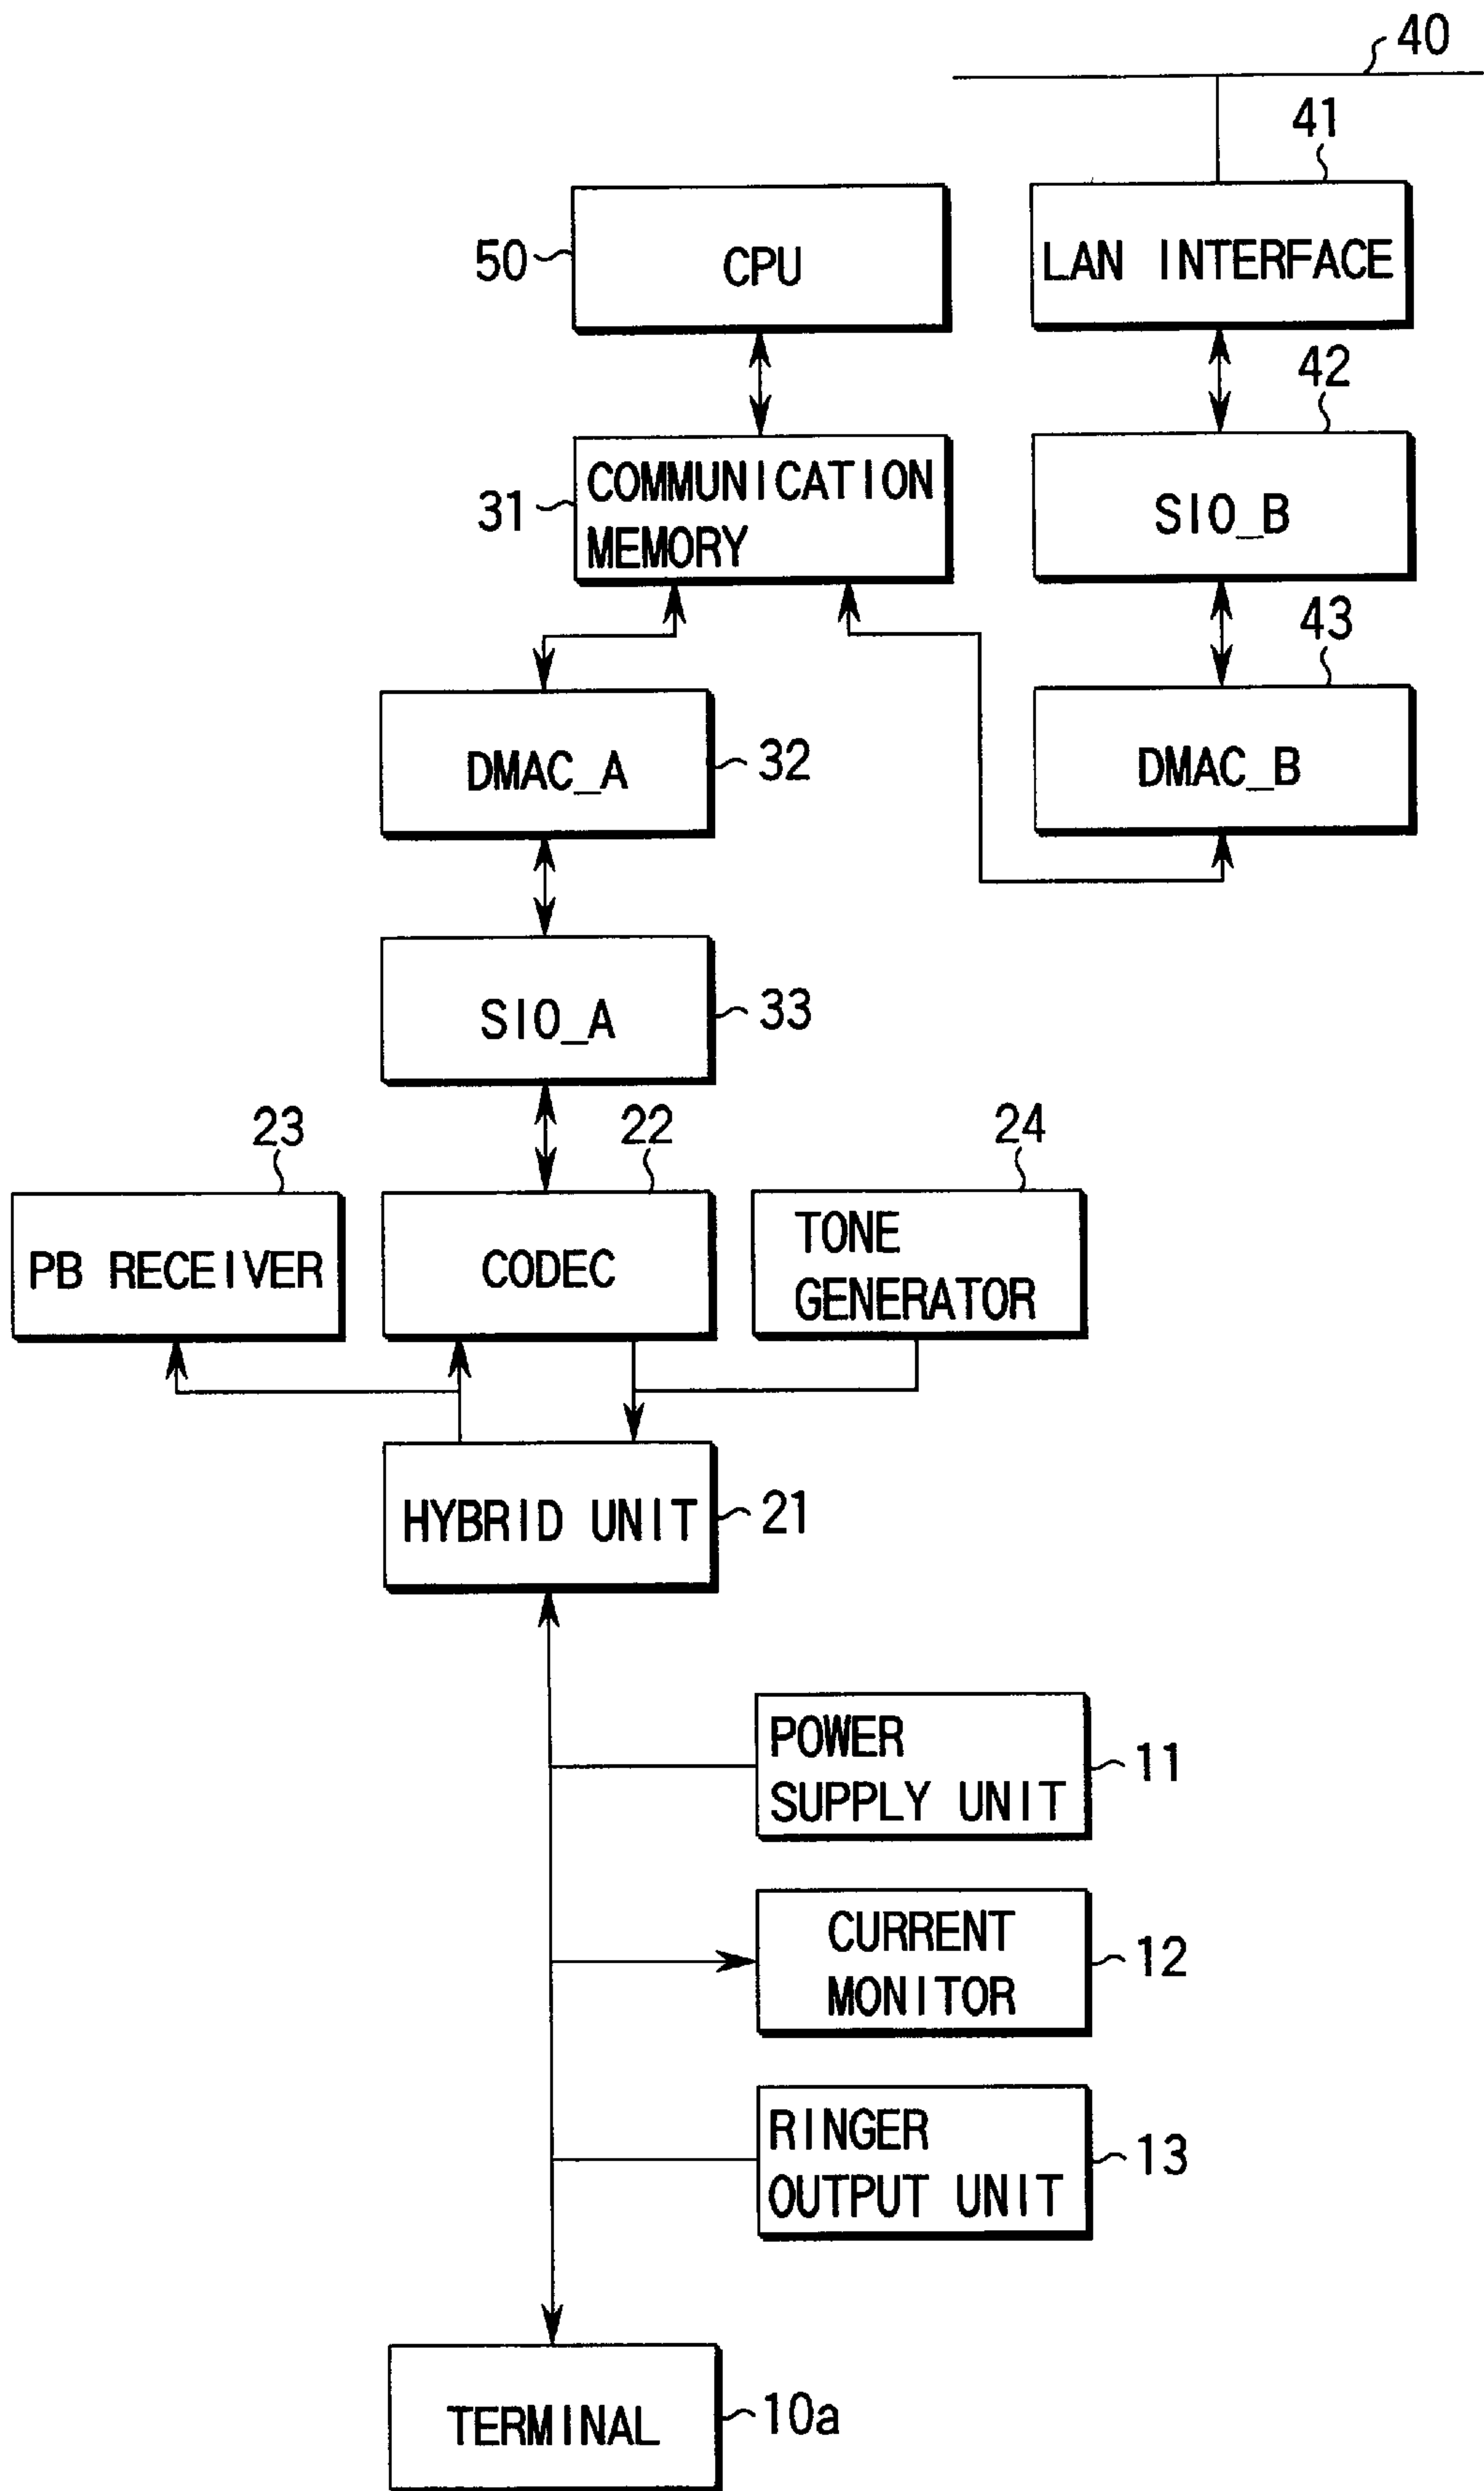 40
41
50
CPU
LAN INTERFACE
42
31
COMMUNICATION
MEMORY
SIO_B
43
DMAC_A
32
DMAC_B
SIO_A
33
23
22
24
PB RECEIVER
CODEC
TONE
GENERATOR
HYBRID UNIT
21
POWER
SUPPLY UNIT
11
CURRENT
MONITOR
12
RINGER
OUTPUT UNIT
13
TERMINAL
10a